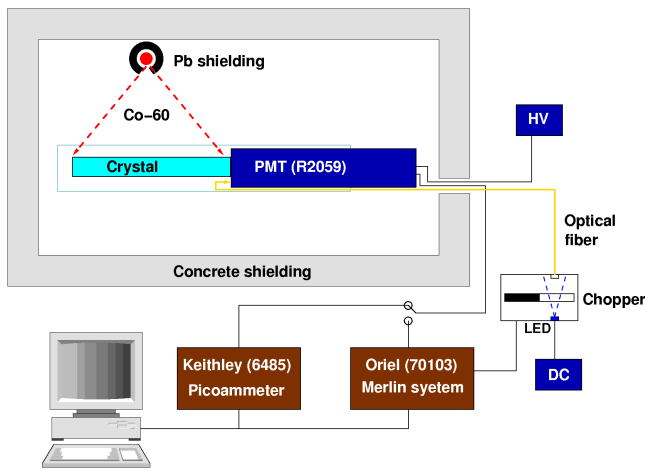 Pb shielding
Co−60
HV
Crystal
PMT (R2059)
Optical
fiber
Concrete shielding
Chopper
LED
Keithley (6485)
Picoammeter
Oriel (70103)
Merlin syetem
DC